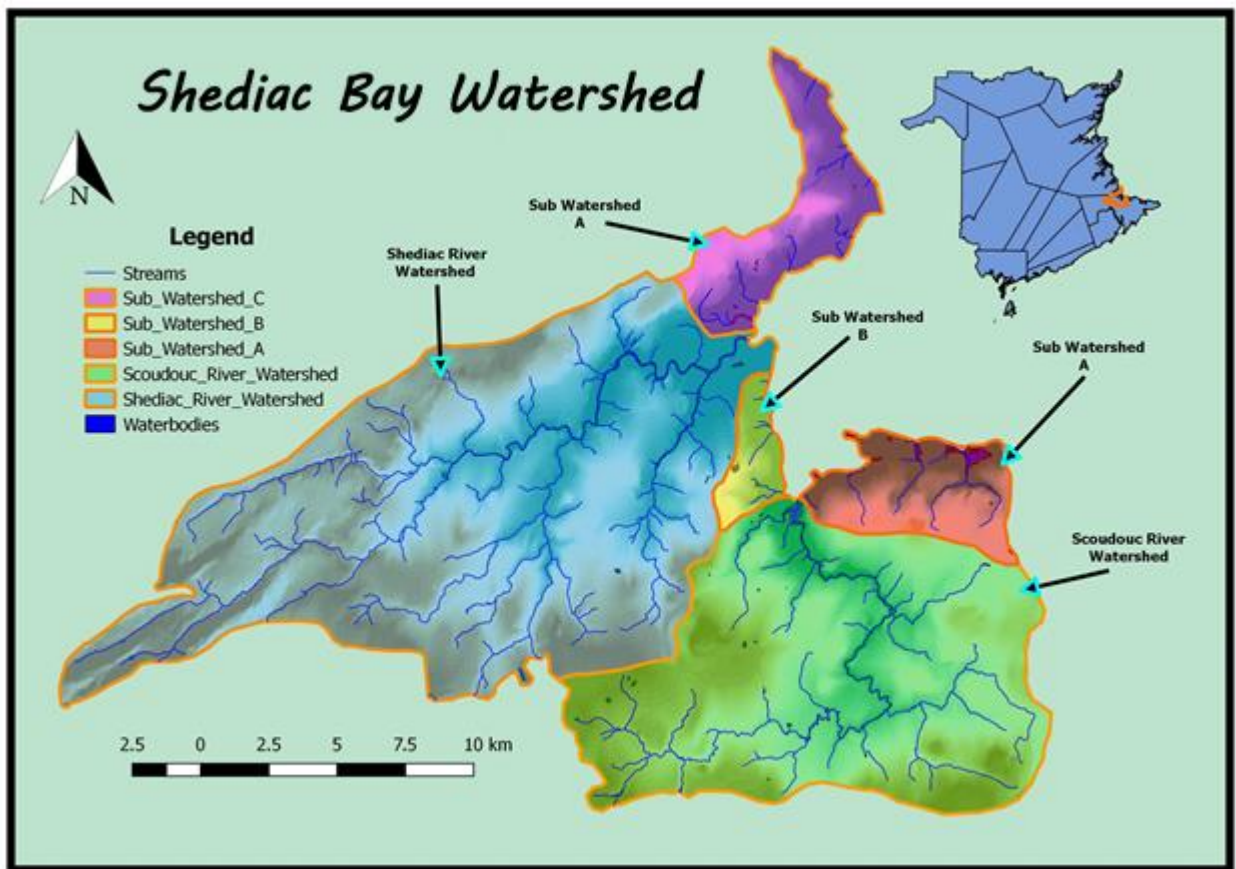 Shediac Bay Watershed
N
Legend
Streams
Sub_Watershed_C
Sub_Watershed_B
Sub_Watershed_A
Scoudouc_River_Watershed
Shediac_River_Watershed
Waterbodies
Sub Watershed
A
Shediac River
Watershed
Sub Watershed
B
Sub Watershed
A
Scoudouc River
Watershed
2.5 0 2.5 5 7.5 10 km